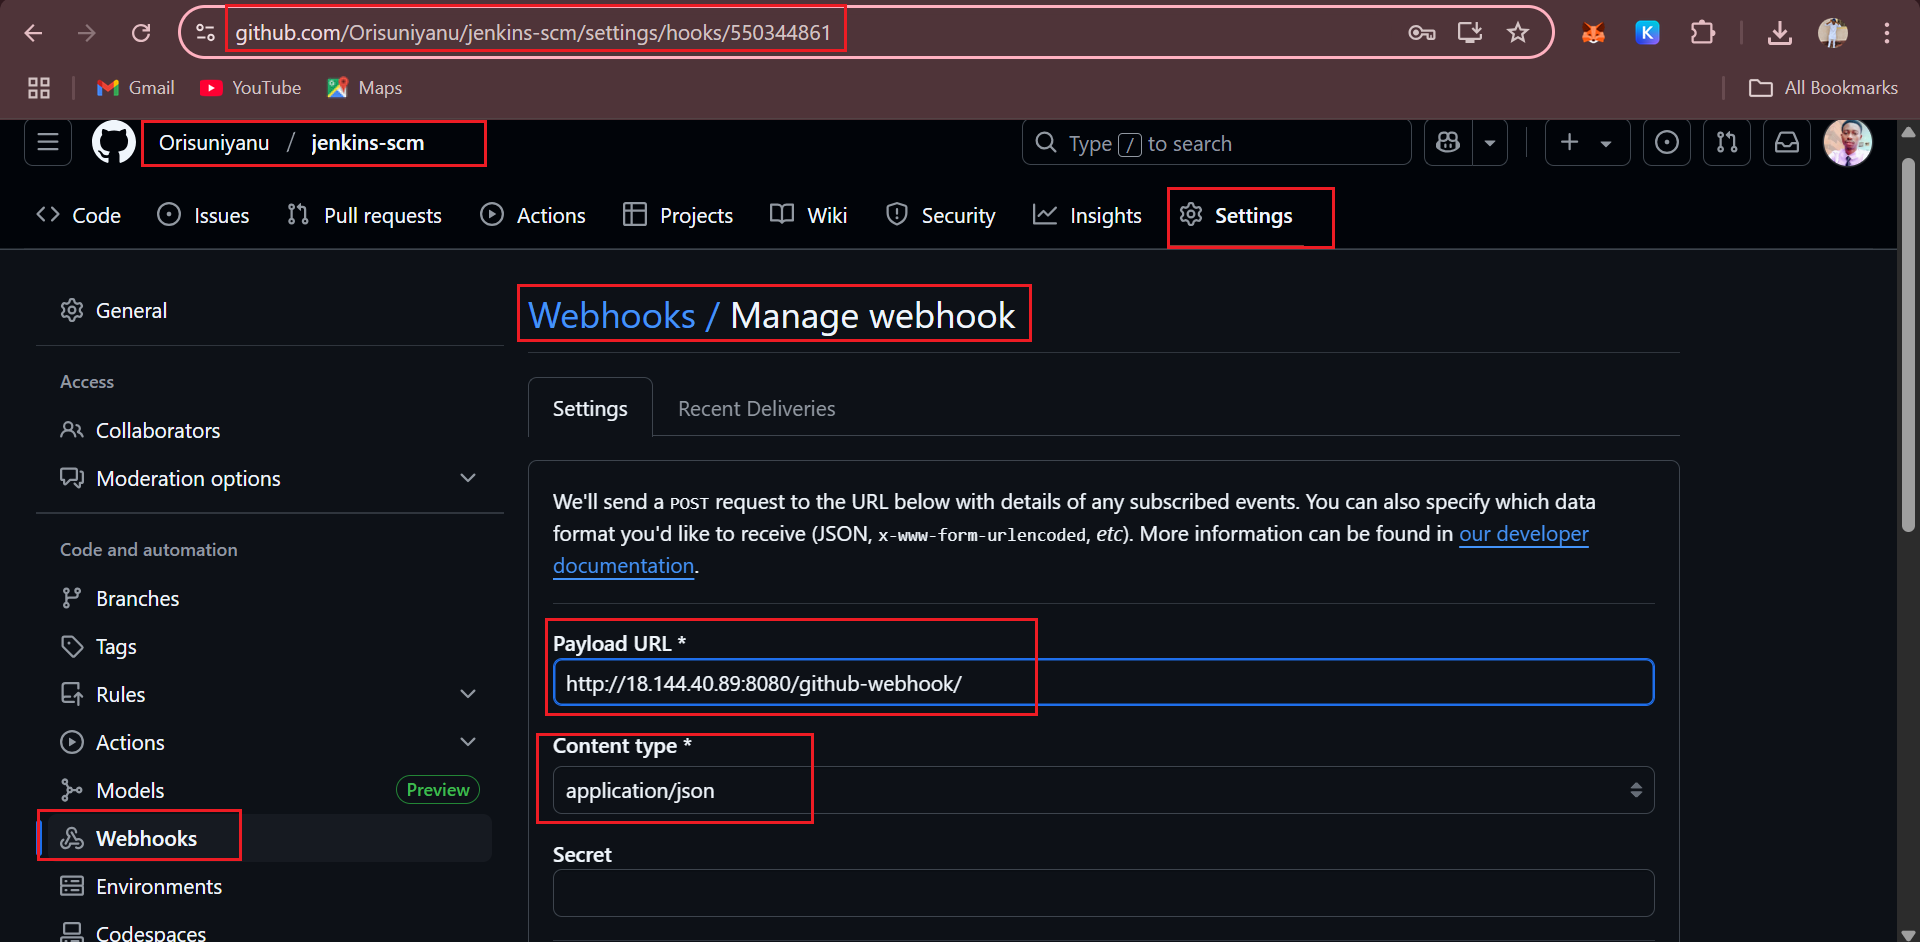 github.com/Orisuniyanu/jenkins-scm/settings/hooks/550344861
K
Gmail
YouTube
Maps
All Bookmarks
Orisuniyanu / jenkins-scm
Type / to search
Code
Issues
Pull requests
Actions
Projects
Wiki
Security
Insights
Settings
General
Access
Collaborators
Moderation options
Code and automation
Branches
Tags
Rules
Actions
Models
Preview
Webhooks
Environments
Codespaces
Webhooks / Manage webhook
Settings
Recent Deliveries
We'll send a POST request to the URL below with details of any subscribed events. You can also specify which data
format you'd like to receive (JSON, x-www-form-urlencoded, etc). More information can be found in our developer
documentation.
Payload URL *
http://18.144.40.89:8080/github-webhook/
Content type *
application/json
Secret